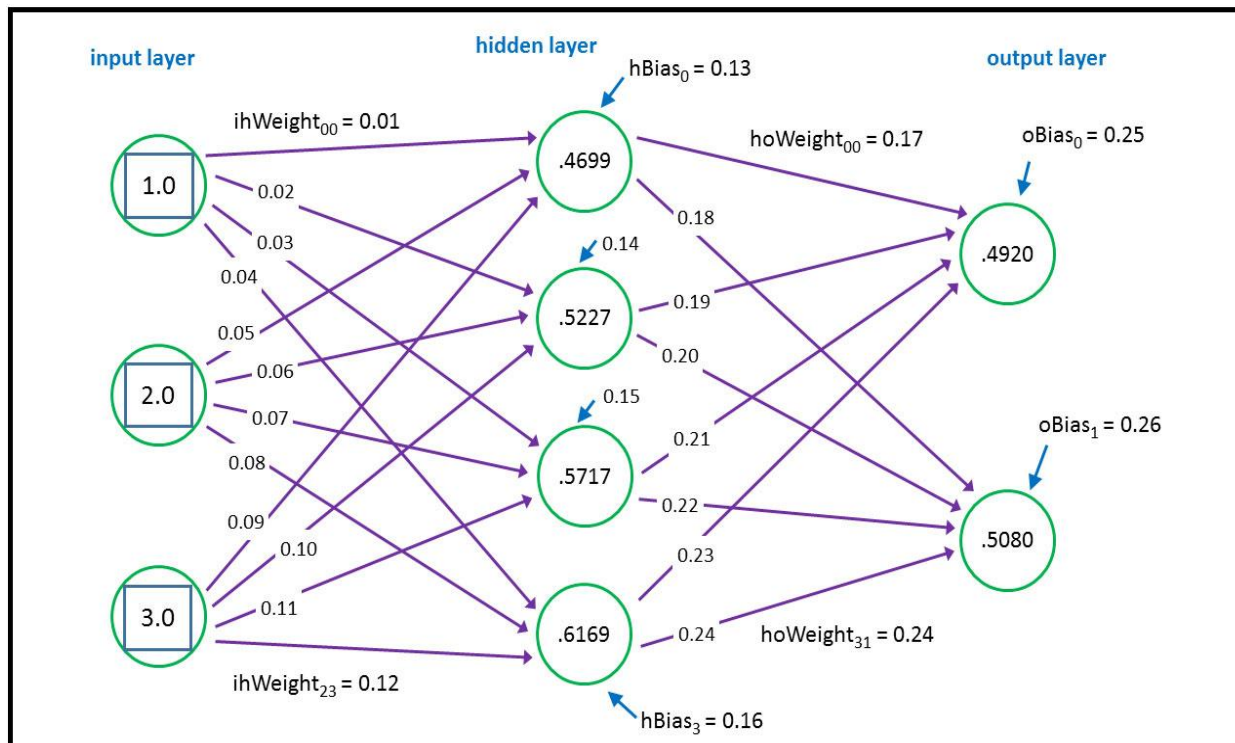 input layer
hidden layer
output layer
hBias₀ = 0.13
ihWeight₀₀ = 0.01
hoWeight₀₀ = 0.17
oBias₀ = 0.25
1.0
.4699
0.02
0.18
0.03
0.14
.4920
0.04
0.19
.5227
0.05
0.20
0.06
2.0
0.15
0.07
0.21
oBias₁ = 0.26
0.08
.5717
0.22
0.09
0.10
0.23
.5080
0.11
3.0
.6169
0.24
hoWeight₃₁ = 0.24
ihWeight₂₃ = 0.12
hBias₃ = 0.16